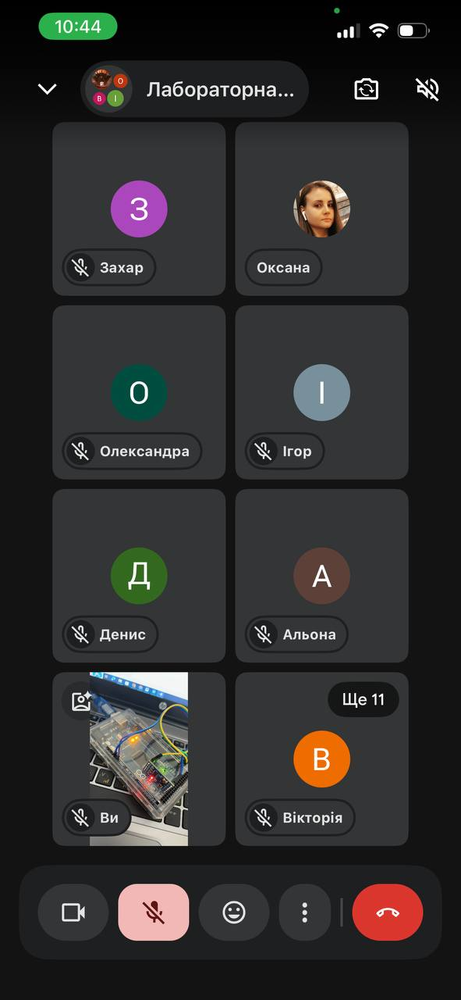 10:44
О
В
І
Лабораторна...
З
Захар
Оксана
О
Олександра
І
Ігор
Д
Денис
А
Альона
Ви
Ще 11
В
Вікторія